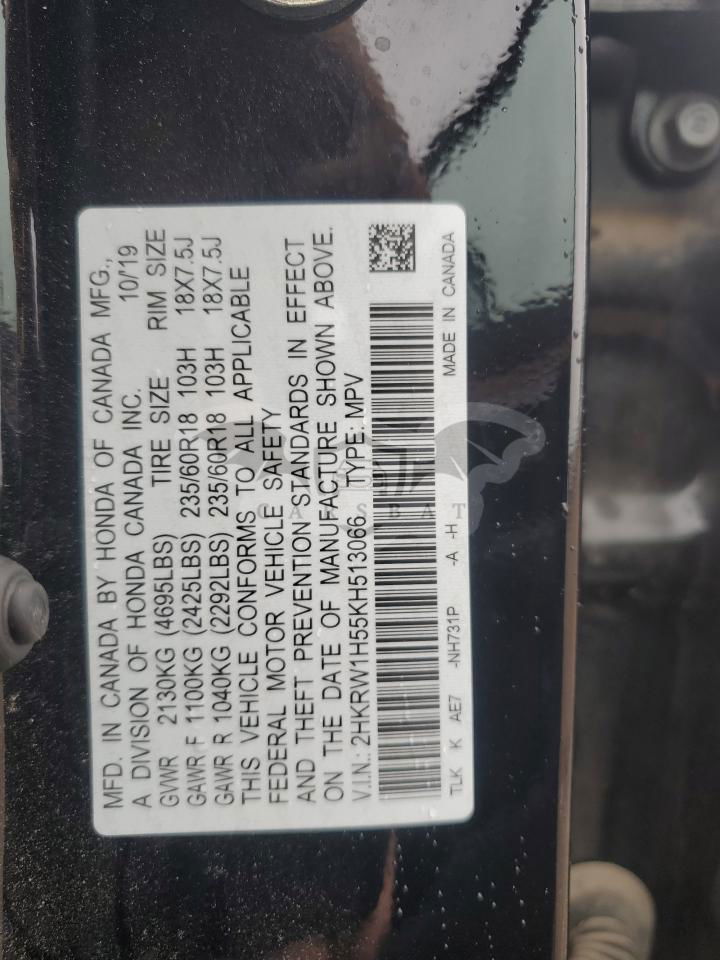 MFD. IN CANADA BY HONDA OF CANADA MFG.,
A DIVISION OF HONDA CANADA INC. 10/'19
GVWR 2130KG (4695LBS) TIRE SIZE RIM SIZE
GAWR F 1100KG (2425LBS) 235/60R18 103H 18X7.5J
GAWR R 1040KG (2292LBS) 235/60R18 103H 18X7.5J
THIS VEHICLE CONFORMS TO ALL APPLICABLE
FEDERAL MOTOR VEHICLE SAFETY
AND THEFT PREVENTION STANDARDS IN EFFECT
ON THE DATE OF MANUFACTURE SHOWN ABOVE.
V.I.N.: 2HKRW1H55KH513066 TYPE: MPV
CARSBAT
TLK K AE7 -NH731P -A -H MADE IN CANADA